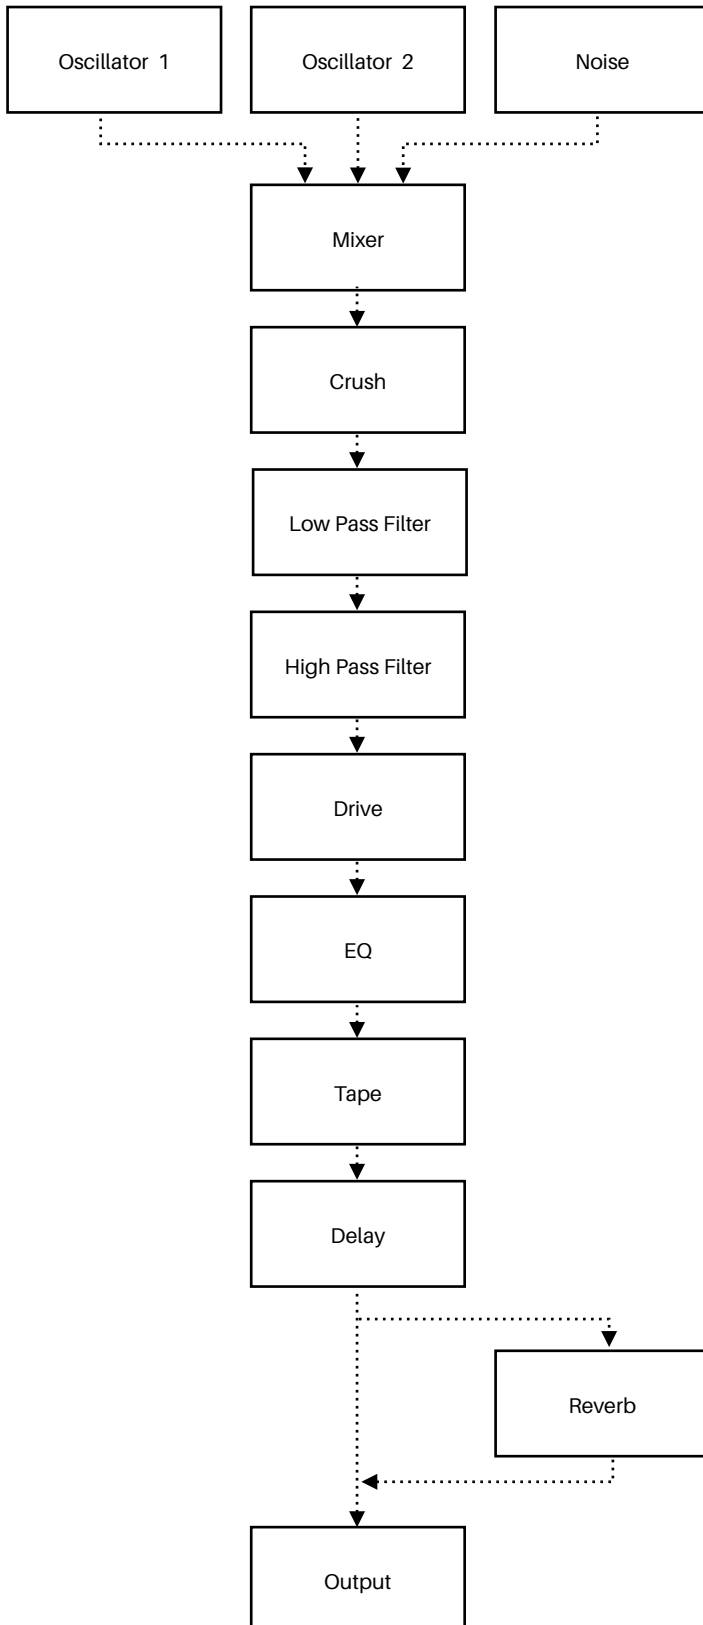 Oscillator 1
Oscillator 2
Noise
Mixer
Crush
Low Pass Filter
High Pass Filter
Drive
EQ
Tape
Delay
Reverb
Output